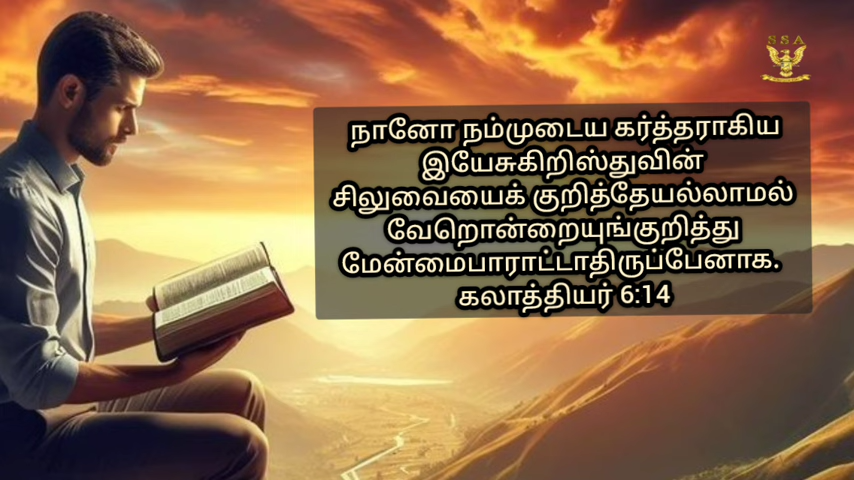 S S A
நானோ நம்முடைய கர்த்தராகிய
இயேசுகிறிஸ்துவின்
சிலுவையைக் குறித்தேயல்லாமல்
வேறொன்றையுங்குறித்து
மேன்மைபாராட்டாதிருப்பேனாக.
கலாத்தியர் 6:14